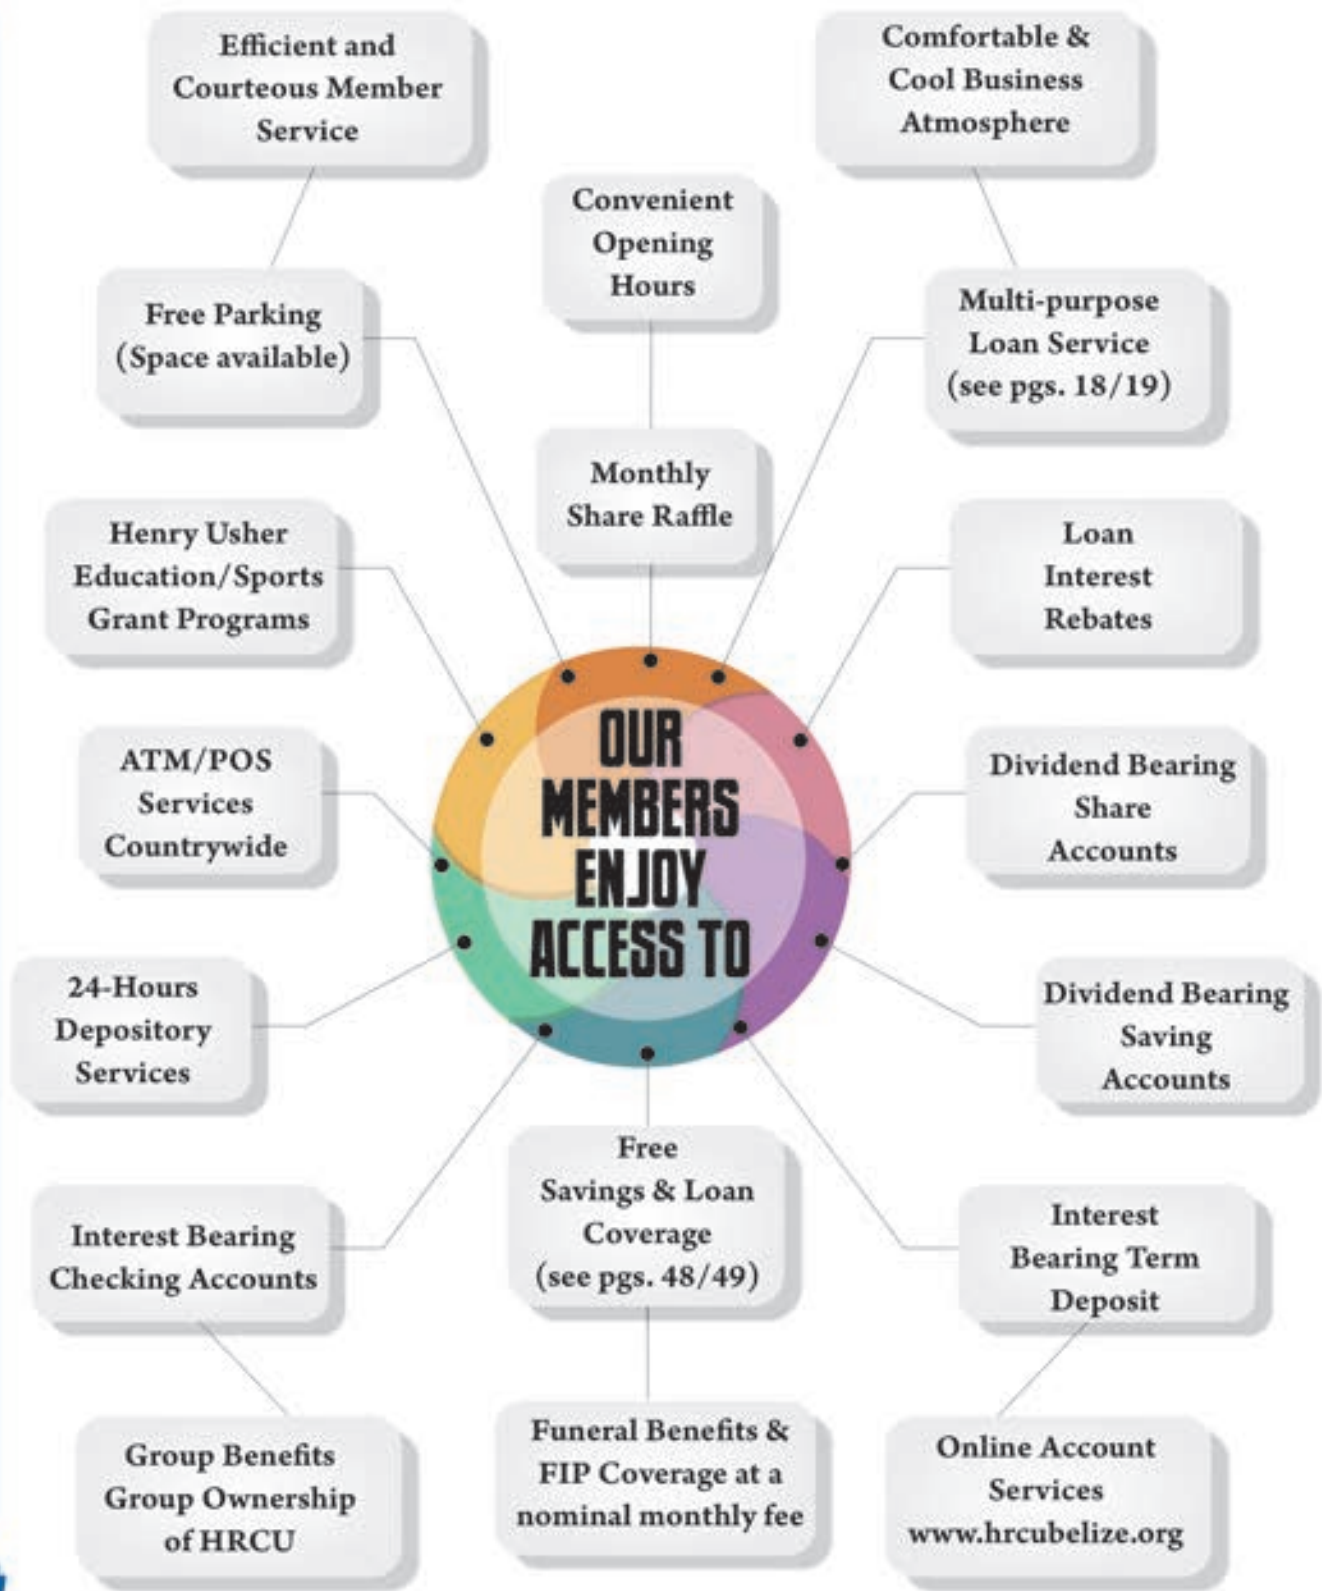 Efficient and
Courteous Member
Service
Comfortable &
Cool Business
Atmosphere
Convenient
Opening
Hours
Free Parking
(Space available)
Multi-purpose
Loan Service
(see pgs. 18/19)
Monthly
Share Raffle
Henry Usher
Education/Sports
Grant Programs
Loan
Interest
Rebates
OUR
MEMBERS
ENJOY
ACCESS TO
ATM/POS
Services
Countrywide
Dividend Bearing
Share
Accounts
24-Hours
Depository
Services
Dividend Bearing
Saving
Accounts
Free
Savings & Loan
Coverage
(see pgs. 48/49)
Interest Bearing
Checking Accounts
Interest
Bearing Term
Deposit
Group Benefits
Group Ownership
of HRCU
Funeral Benefits &
FIP Coverage at a
nominal monthly fee
Online Account
Services
www.hrcubelize.org